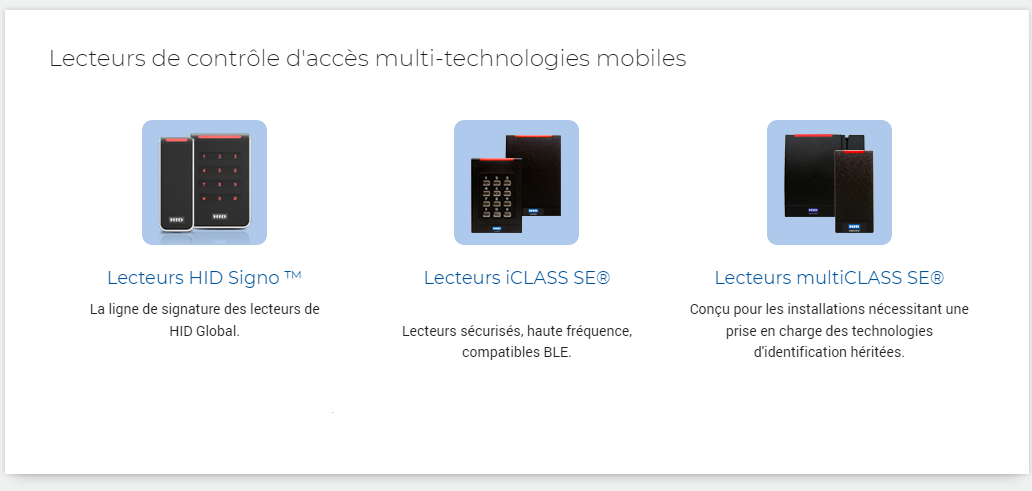 Lecteurs de contrôle d'accès multi-technologies mobiles
Lecteurs HID Signo ™
La ligne de signature des lecteurs de
HID Global.
Lecteurs iCLASS SE®
Lecteurs sécurisés, haute fréquence,
compatibles BLE.
Lecteurs multiCLASS SE®
Conçu pour les installations nécessitant une
prise en charge des technologies
d'identification héritées.